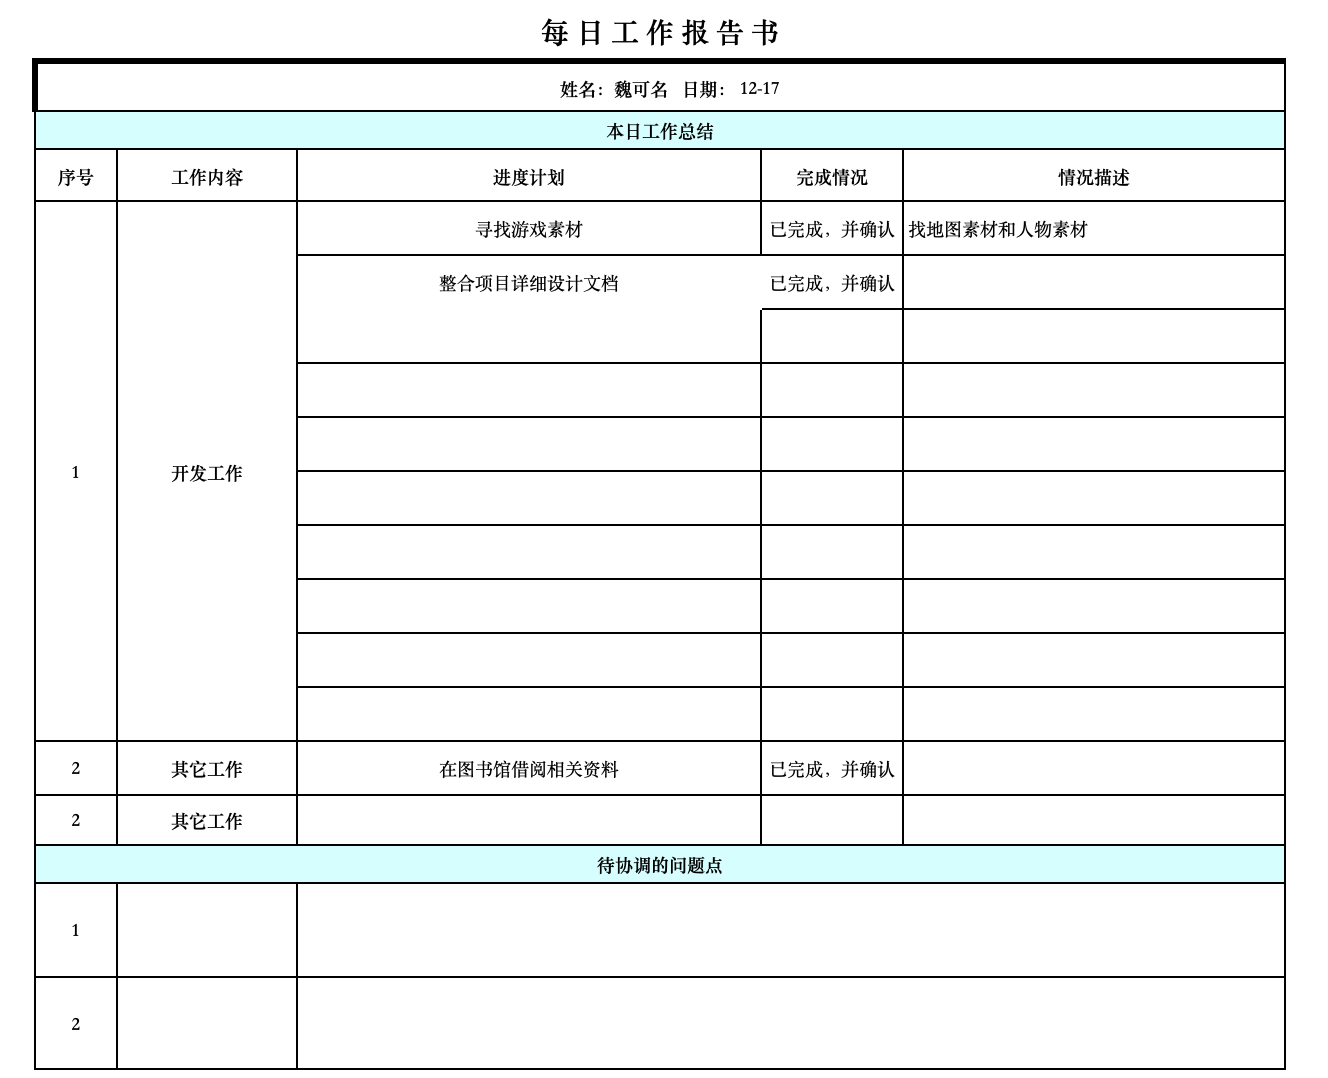 每日工作报告书
姓名：魏可名 日期： 12-17
本日工作总结
序号 工作内容 进度计划 完成情况 情况描述
寻找游戏素材 已完成，并确认 找地图素材和人物素材
整合项目详细设计文档 已完成，并确认
1 开发工作
2 其它工作 在图书馆借阅相关资料 已完成，并确认
2 其它工作
待协调的问题点
1
2